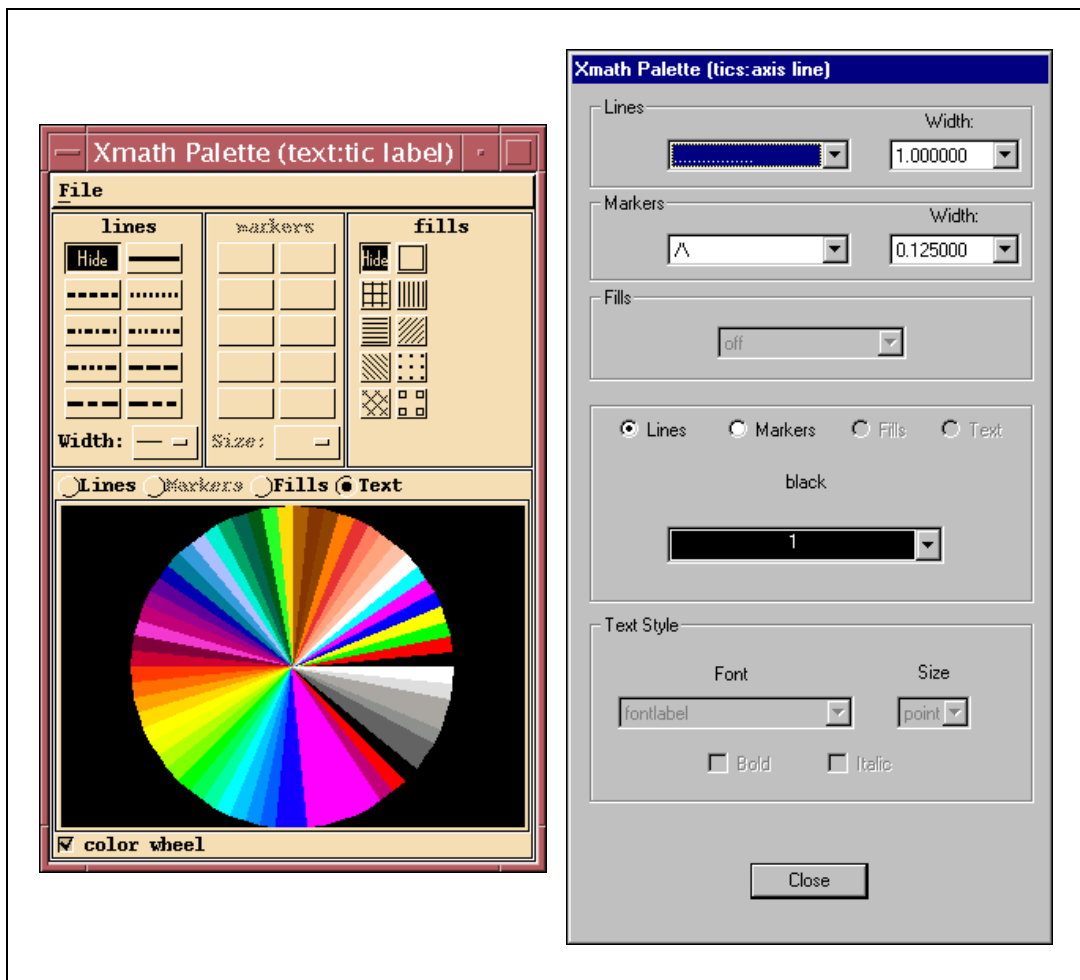 Xmath Palette (text:tic label)
File
lines
markers
fills
Hide
Hide
Width:
Size:
Lines Markers Fills Text
color wheel
Xmath Palette (tics:axis line)
Lines
Width:
................
1.000000
Markers
Width:
/\
0.125000
Fills
off
Lines Markers Fills Text
black
1
Text Style
Font Size
fontlabel point
Bold Italic
Close